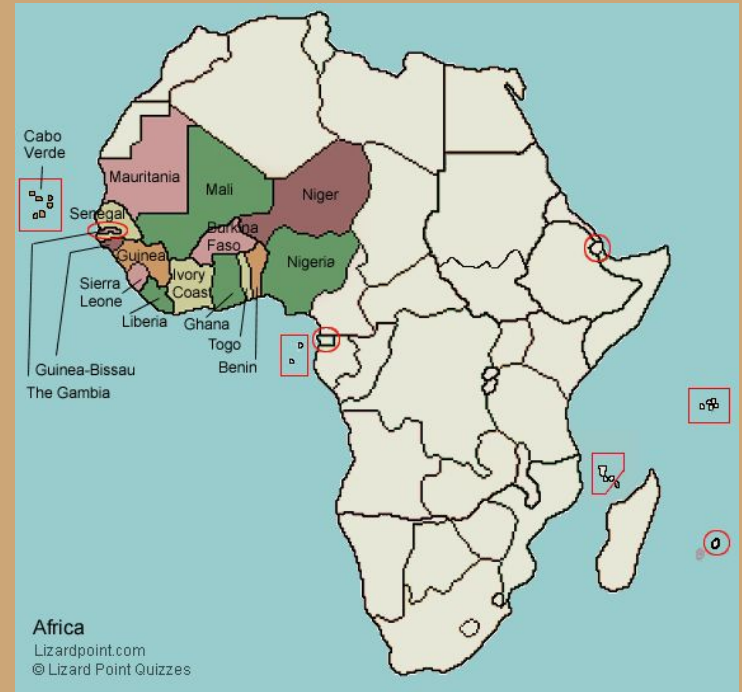 Cabo
Verde
Mauritania
Mali
Niger
Senegal
Burkina
Faso
Guinea
Nigeria
Sierra
Leone
Ivory
Coast
Liberia
Ghana
Togo
Benin
Guinea-Bissau
The Gambia
Africa
Lizardpoint.com
© Lizard Point Quizzes